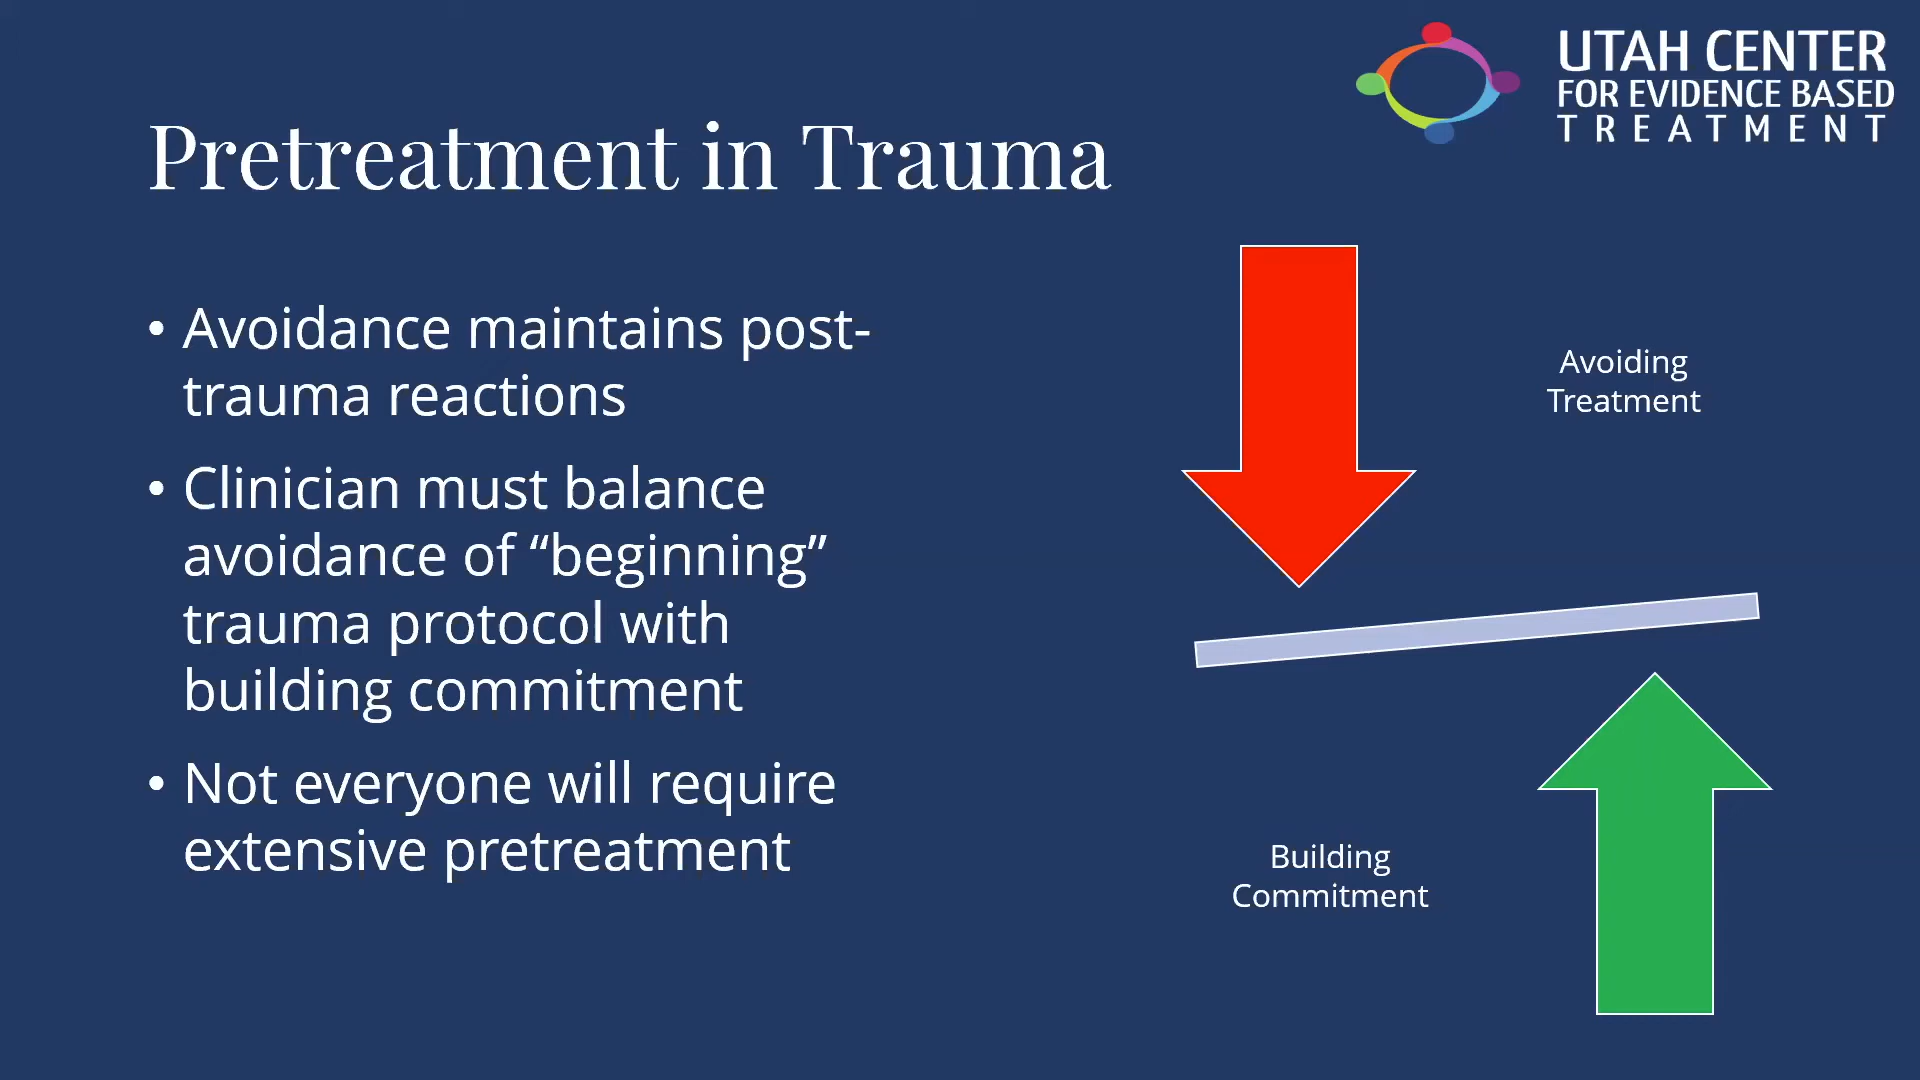 UTAH CENTER
FOR EVIDENCE BASED
TREATMENT
Pretreatment in Trauma
• Avoidance maintains post-
trauma reactions
• Clinician must balance
avoidance of “beginning”
trauma protocol with
building commitment
• Not everyone will require
extensive pretreatment
Avoiding
Treatment
Building
Commitment